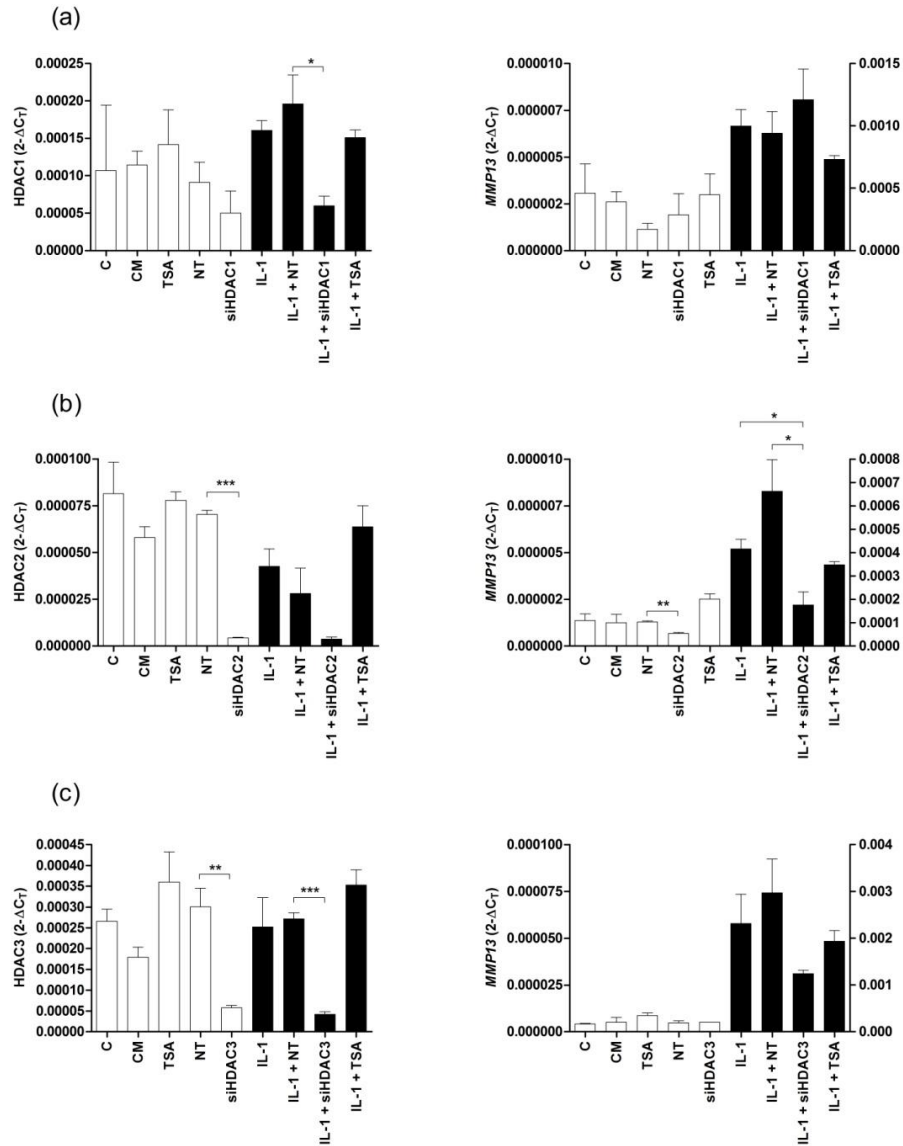 (a)
HDAC1 (2-ΔCT)
0.00025
0.00020
0.00015
0.00010
0.00005
0.00000
*
C
CM
TSA
NT
siHDAC1
IL-1
IL-1 + NT
IL-1 + siHDAC1
IL-1 + TSA
MMP13 (2-ΔCT)
0.000010
0.000007
0.000005
0.000002
0.000000
0.0015
0.0010
0.0005
0.0000
C
CM
NT
siHDAC1
TSA
IL-1
IL-1 + NT
IL-1 + siHDAC1
IL-1 + TSA
(b)
HDAC2 (2-ΔCT)
0.000100
0.000075
0.000050
0.000025
0.000000
***
C
CM
TSA
NT
siHDAC2
IL-1
IL-1 + NT
IL-1 + siHDAC2
IL-1 + TSA
MMP13 (2-ΔCT)
0.000010
0.000007
0.000005
0.000002
0.000000
**
*
*
0.0008
0.0007
0.0006
0.0005
0.0004
0.0003
0.0002
0.0001
0.0000
C
CM
NT
siHDAC2
TSA
IL-1
IL-1 + NT
IL-1 + siHDAC2
IL-1 + TSA
(c)
HDAC3 (2-ΔCT)
0.00045
0.00040
0.00035
0.00030
0.00025
0.00010
0.00015
0.00010
0.00005
0.00000
**
***
C
CM
TSA
NT
siHDAC3
IL-1
IL-1 + NT
IL-1 + siHDAC3
IL-1 + TSA
MMP13 (2-ΔCT)
0.000100
0.000075
0.000050
0.000025
0.000000
0.004
0.003
0.002
0.001
0.000
C
CM
TSA
NT
siHDAC3
IL-1
IL-1 + NT
IL-1 + siHDAC3
IL-1 + TSA